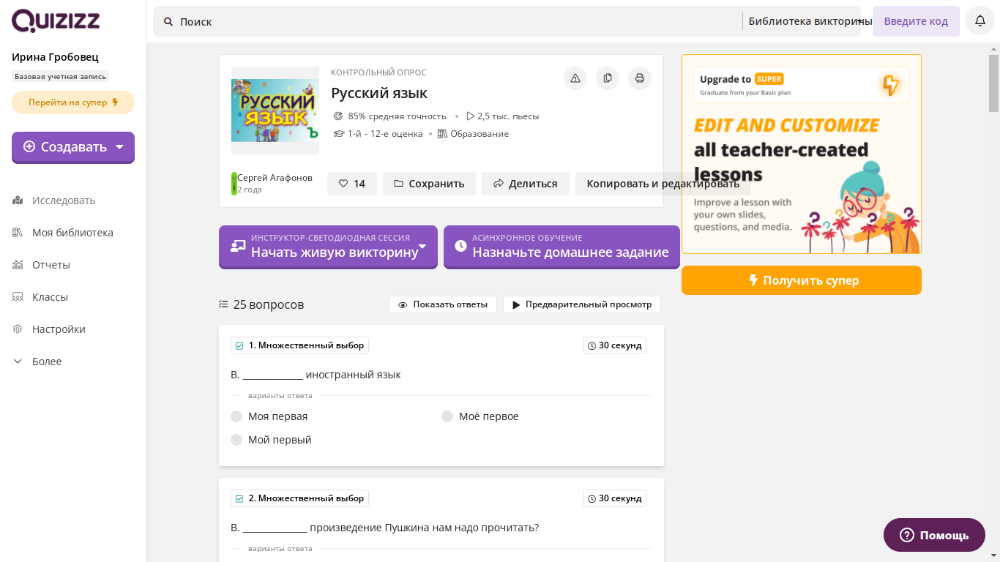 QUIZIZZ
Ирина Гробовец
Базовая учетная запись
Перейти на супер
Создавать
Исследовать
Моя библиотека
Отчеты
Классы
Настройки
Более
Поиск
Библиотека викторины
Введите код
РУССКИЙ
ЯЗЫК
Ъ
КОНТРОЛЬНЫЙ ОПРОС
Русский язык
85% средняя точность
2,5 тыс. пьесы
1-й - 12-е оценка
Образование
Сергей Агафонов
2 года
14
Сохранить
Делиться
Копировать и редактировать
ИНСТРУКТОР-СВЕТОДИОДНАЯ СЕССИЯ
Начать живую викторину
АСИНХРОННОЕ ОБУЧЕНИЕ
Назначьте домашнее задание
25 вопросов
Показать ответы
Предварительный просмотр
1. Множественный выбор
30 секунд
В. ______________ иностранный язык
варианты ответа
Моя первая
Моё первое
Мой первый
2. Множественный выбор
30 секунд
В. _______________ произведение Пушкина нам надо прочитать?
варианты ответа
Upgrade to SUPER
Graduate from your Basic plan
EDIT AND CUSTOMIZE
all teacher-created
lessons
Improve a lesson with
your own slides,
questions, and media.
Получить супер
Помощь